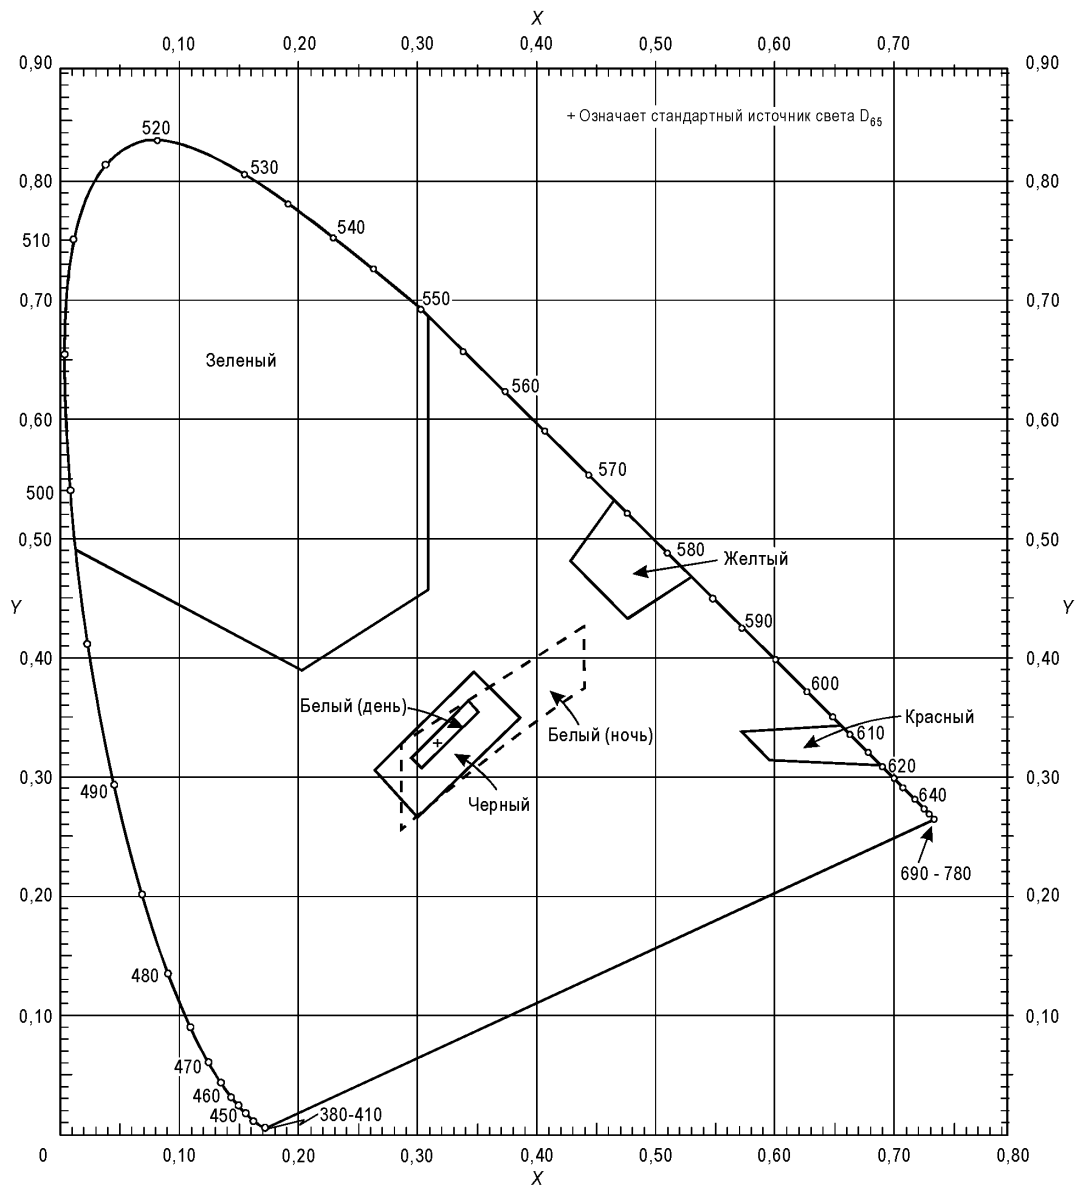 X
0,10 0,20 0,30 0,40 0,50 0,60 0,70
0,90 0,90
+ Означает стандартный источник света D65
520
530
0,80 0,80
540
510
550
0,70 0,70
Зеленый
560
0,60 0,60
570
500
0,50 0,50
580
Желтый
Y Y
590
0,40 0,40
600
Белый (день)
Красный
Белый (ночь)
610
620
0,30 0,30
490
640
Черный
690 - 780
0,20 0,20
480
0,10 0,10
470
460
450
380-410
0 0,10 0,20 0,30 0,40 0,50 0,60 0,70 0,80
X